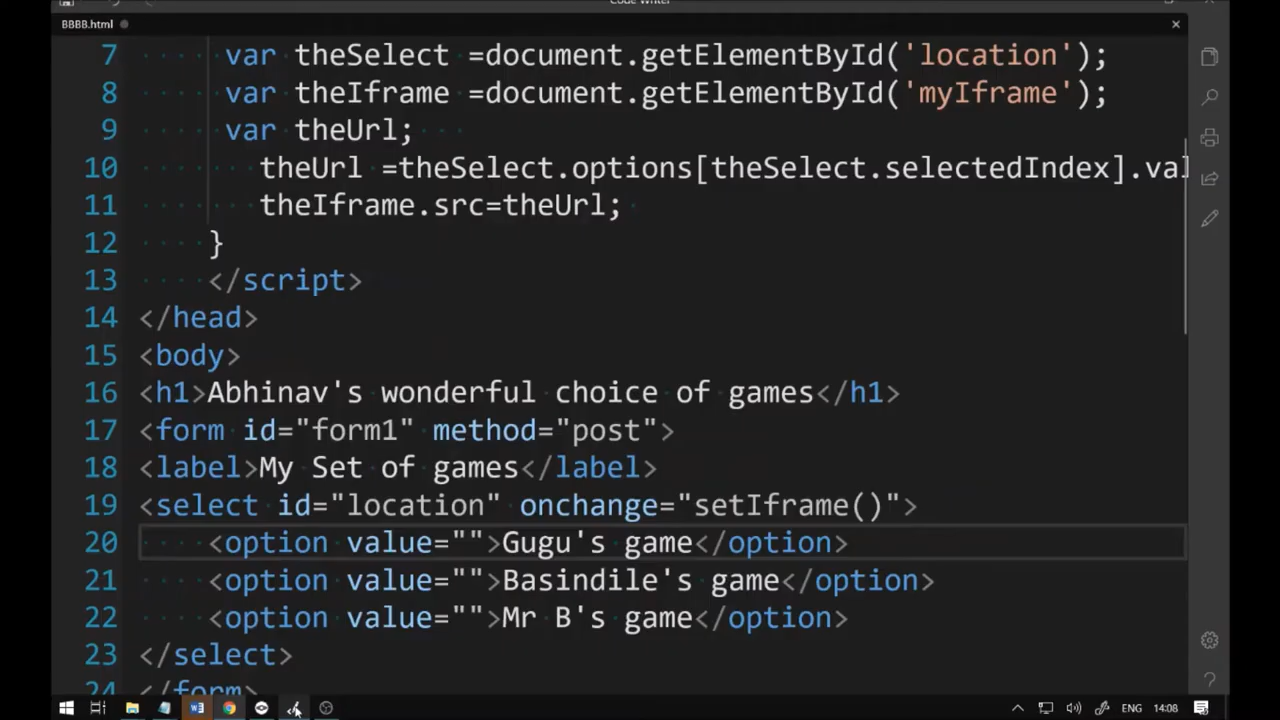 BBBB.html
7 var theSelect =document.getElementById('location');
8 var theIframe =document.getElementById('myIframe');
9 var theUrl;
10 theUrl =theSelect.options[theSelect.selectedIndex].val
11 theIframe.src=theUrl;
12 }
13 </script>
14 </head>
15 <body>
16 <h1>Abhinav's wonderful choice of games</h1>
17 <form id="form1" method="post">
18 <label>My Set of games</label>
19 <select id="location" onchange="setIframe()">
20 <option value="">Gugu's game</option>
21 <option value="">Basindile's game</option>
22 <option value="">Mr B's game</option>
23 </select>
24 </form>
ENG 14:08